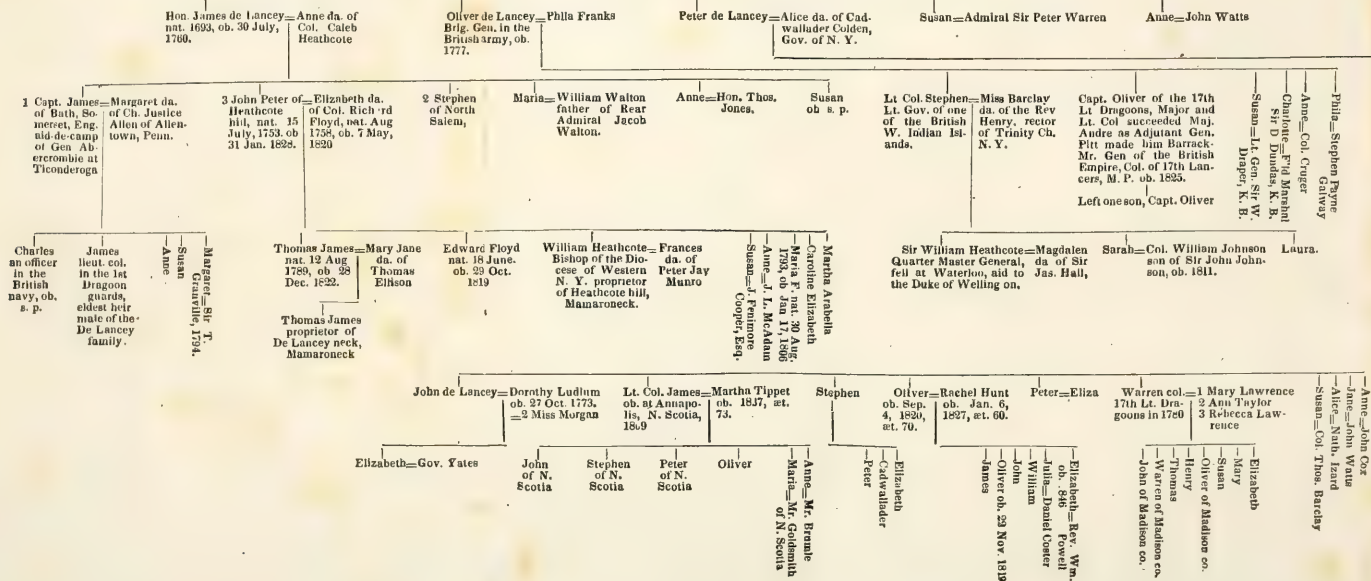 Hon. James de Lancey=Anne da. of
nat. 1693, ob. 30 July, Col. Caleb
1760. Heathcote
Oliver de Lancey=Phila Franks
Brig. Gen. in the
British army, ob.
1777.
Peter de Lancey=Alice da. of Cad-
wallader Colden,
Gov. of N. Y.
Susan=Admiral Sir Peter Warren
Anne=John Watts
1 Capt. James=Margaret da.
of Bath, So- of Ch. Justice
merset, Eng. Allen of Allen-
aid-de-camp town, Penn.
of Gen Ab-
ercrombie at
Ticonderoga
3 John Peter of=Elizabeth da.
Heathcote of Col. Rich rd
hill, nat. 15 Floyd, nat. Aug
July, 1753. ob 1758, ob. 7 May,
31 Jan. 1828. 1820
2 Stephen
of North
Salem,
Maria=William Walton
father of Rear
Admiral Jacob
Walton.
Anne=Hon. Thos.
Jones,
Susan
ob s. p.
Lt Col. Stephen=Miss Barclay
Lt. Gov. of one da. of the Rev
of the British Henry, rector
W. Indian Isl- of Trinity Ch.
ands. N. Y.
Capt. Oliver of the 17th
Lt Dragoons, Major and
Lt. Col succeeded Maj.
Andre as Adjutant Gen.
Pitt made him Barrack-
Mr. Gen of the British
Empire, Col. of 17th Lan-
cers, M. P. ob. 1825.
Left one son, Capt. Oliver
Susan=Lt. Gen. Sir W.
Draper, K. B.
Charlotte=F'ld Marshal
Sir D Dundas, K. B.
Anne=Col. Cruger
Phila=Stephen Payne
Galway
Charles
an officer
in the
British
navy, ob.
s. p.
James
lieut. col.
in the 1st
Dragoon
guards,
eldest heir
male of the
De Lancey
family.
Anne
Susan
Margaret=Sir T.
Granville, 1794.
Thomas James=Mary Jane
nat. 12 Aug da. of
1789, ob 28 Thomas
Dec. 1822. Ellison
Thomas James
proprietor of
De Lancey neck,
Mamaroneck
Edward Floyd
nat. 18 June.
ob. 29 Oct.
1819
William Heathcote=Frances
Bishop of the Dio- da. of
cese of Western Peter Jay
N. Y. proprietor Munro
of Heathcote hill,
Mamaroneck.
Susan=J. Fenimore
Cooper, Esq.
Anne=J. L. McAdam
Maria F. nat. 30 Aug.
1793, ob Jan 17, 1806
Caroline Elizabeth
Martha Arabella
Sir William Heathcote=Magdalen
Quarter Master General, da of Sir
fell at Waterloo, aid to Jas. Hall,
the Duke of Welling on.
Sarah=Col. William Johnson
son of Sir John John-
son, ob. 1811.
Laura.
John de Lancey=Dorothy Ludlum
ob. 27 Oct. 1773.
=2 Miss Morgan
Lt. Col. James=Martha Tippet
ob. at Annapo- ob. 1837, æt.
lis, N. Scotia, 73.
1809
Stephen
Oliver=Rachel Hunt
ob. Sep. ob. Jan. 6,
4, 1820, 1827, æt. 60.
æt. 70.
Peter=Eliza
Warren col.=1 Mary Lawrence
17th Lt. Dra- 2 Ann Taylor
goons in 1780 3 Rebecca Law-
rence
Susan=Col. Thos. Barclay
Alice=Nath. Izard
Jane=John Watts
Anne=John Cox
Elizabeth=Gov. Yates
John
of N.
Scotia
Stephen
of N.
Scotia
Peter
of N.
Scotia
Oliver
Maria=Mr. Goldsmith
of N. Scotia
Anne=Mr. Bramle
Peter
Cadwallader
Elizabeth
James
Oliver ob. 23 Nov. 1819
John
William
Julia=Daniel Coster
Elizabeth=Rev. Wm.
ob. .846 Powell
John of Madison co.
Warren of Madison co.
Thomas
Henry
Oliver of Madison co.
Susan
Mary
Elizabeth